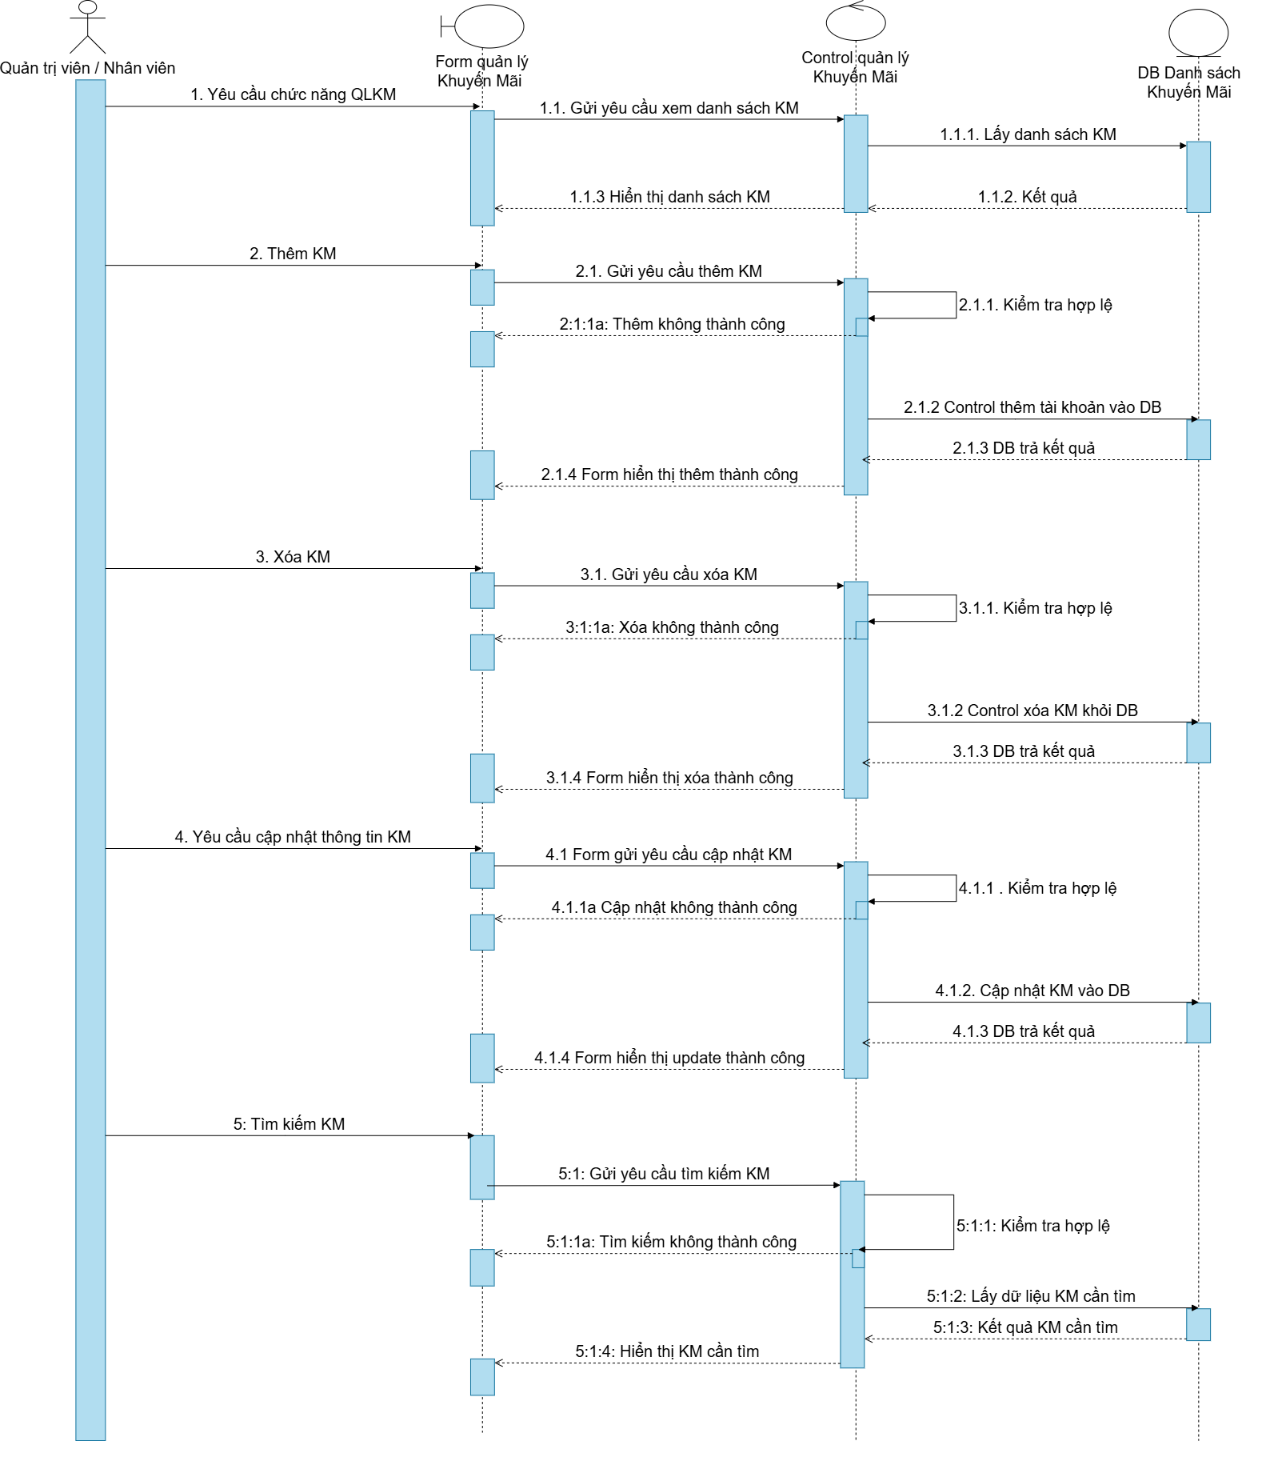 Quản trị viên / Nhân viên
Form quản lý
Khuyến Mãi
Control quản lý
Khuyến Mãi
DB Danh sách
Khuyến Mãi
1. Yêu cầu chức năng QLKM
1.1. Gửi yêu cầu xem danh sách KM
1.1.1. Lấy danh sách KM
1.1.2. Kết quả
1.1.3 Hiển thị danh sách KM
2. Thêm KM
2.1. Gửi yêu cầu thêm KM
2.1.1. Kiểm tra hợp lệ
2:1:1a: Thêm không thành công
2.1.2 Control thêm tài khoản vào DB
2.1.3 DB trả kết quả
2.1.4 Form hiển thị thêm thành công
3. Xóa KM
3.1. Gửi yêu cầu xóa KM
3.1.1. Kiểm tra hợp lệ
3:1:1a: Xóa không thành công
3.1.2 Control xóa KM khỏi DB
3.1.3 DB trả kết quả
3.1.4 Form hiển thị xóa thành công
4. Yêu cầu cập nhật thông tin KM
4.1 Form gửi yêu cầu cập nhật KM
4.1.1 . Kiểm tra hợp lệ
4.1.1a Cập nhật không thành công
4.1.2. Cập nhật KM vào DB
4.1.3 DB trả kết quả
4.1.4 Form hiển thị update thành công
5: Tìm kiếm KM
5:1: Gửi yêu cầu tìm kiếm KM
5:1:1: Kiểm tra hợp lệ
5:1:1a: Tìm kiếm không thành công
5:1:2: Lấy dữ liệu KM cần tìm
5:1:3: Kết quả KM cần tìm
5:1:4: Hiển thị KM cần tìm